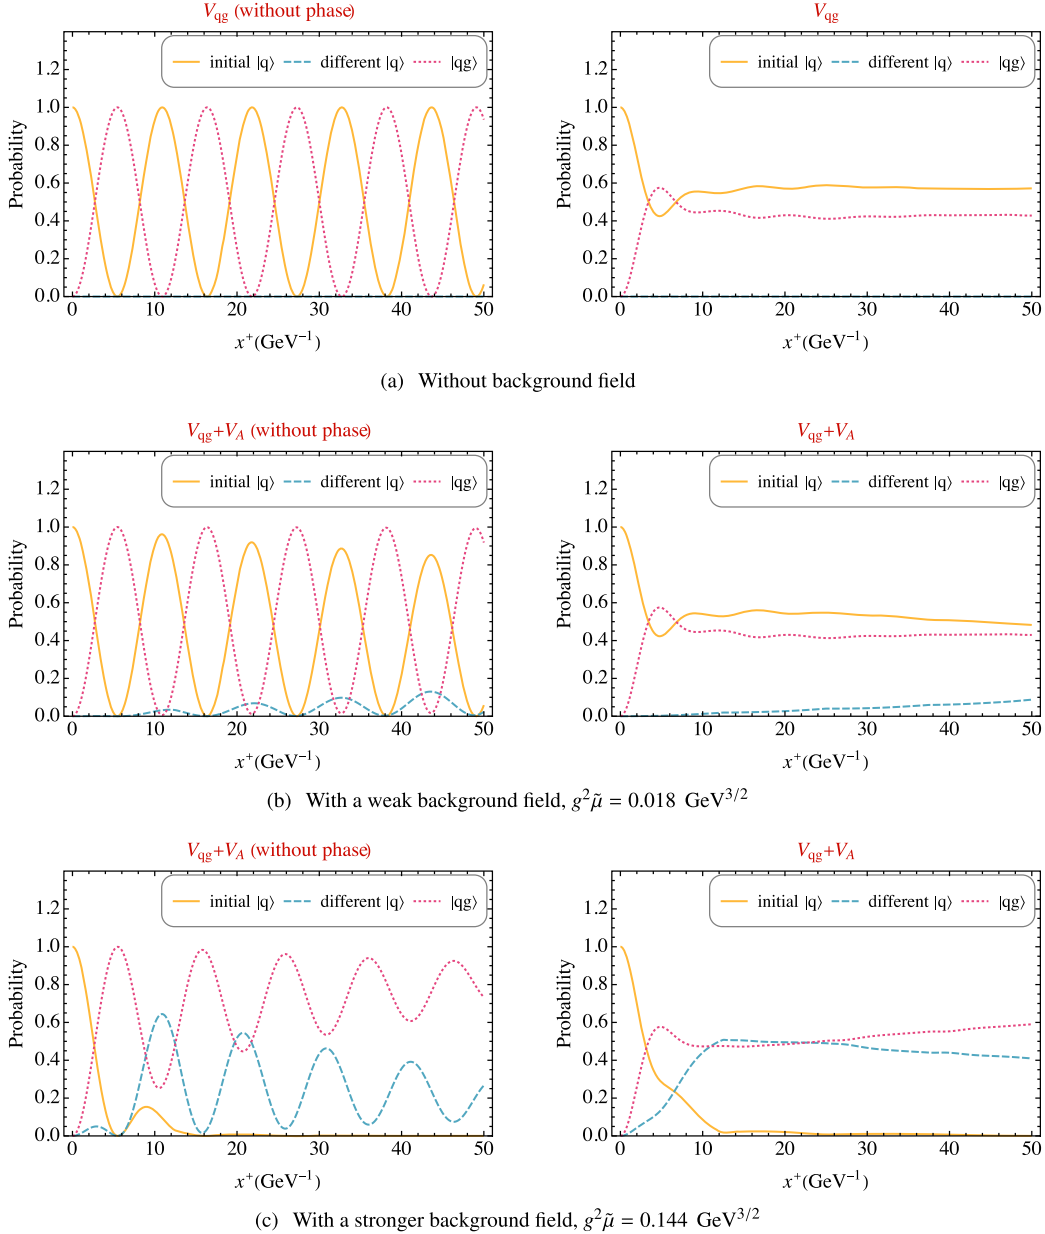 V_qg (without phase)
V_qg
initial |q⟩ different |q⟩ |qg⟩
initial |q⟩ different |q⟩ |qg⟩
Probability
1.2
1.0
0.8
0.6
0.4
0.2
0.0
0 10 20 30 40 50
x⁺(GeV⁻¹)
Probability
1.2
1.0
0.8
0.6
0.4
0.2
0.0
0 10 20 30 40 50
x⁺(GeV⁻¹)
(a) Without background field
V_qg+V_A (without phase)
V_qg+V_A
initial |q⟩ different |q⟩ |qg⟩
initial |q⟩ different |q⟩ |qg⟩
Probability
1.2
1.0
0.8
0.6
0.4
0.2
0.0
0 10 20 30 40 50
x⁺(GeV⁻¹)
Probability
1.2
1.0
0.8
0.6
0.4
0.2
0.0
0 10 20 30 40 50
x⁺(GeV⁻¹)
(b) With a weak background field, g²μ̃ = 0.018 GeV^3/2
V_qg+V_A (without phase)
V_qg+V_A
initial |q⟩ different |q⟩ |qg⟩
initial |q⟩ different |q⟩ |qg⟩
Probability
1.2
1.0
0.8
0.6
0.4
0.2
0.0
0 10 20 30 40 50
x⁺(GeV⁻¹)
Probability
1.2
1.0
0.8
0.6
0.4
0.2
0.0
0 10 20 30 40 50
x⁺(GeV⁻¹)
(c) With a stronger background field, g²μ̃ = 0.144 GeV^3/2